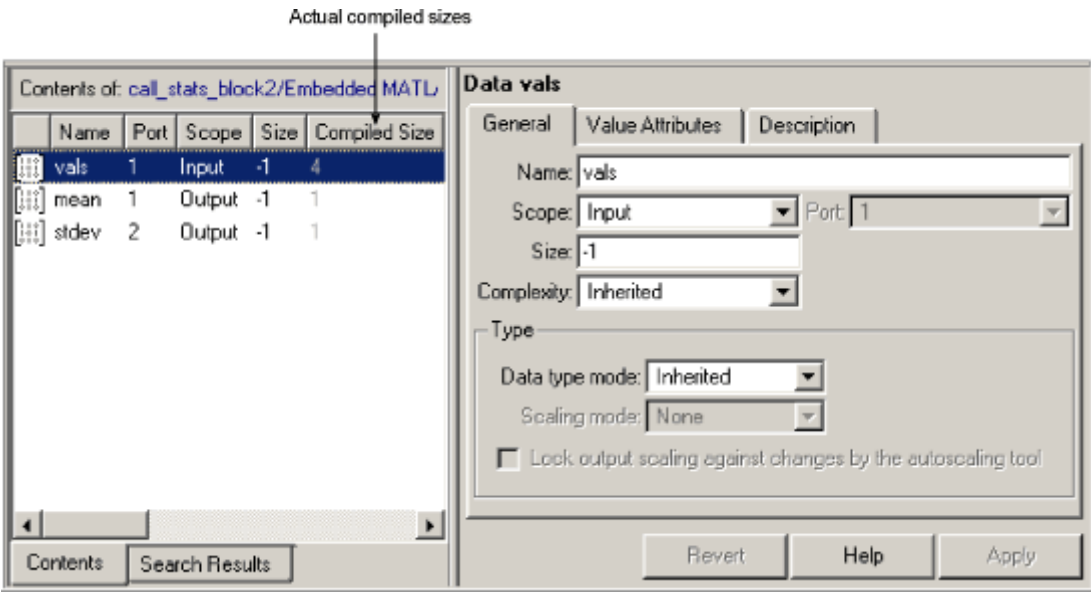 Actual compiled sizes
Contents of: call_stats_block2/Embedded MATL
Name Port Scope Size Compiled Size
vals 1 Input -1 4
mean 1 Output -1 1
stdev 2 Output -1 1
Contents Search Results
Data vals
General Value Attributes Description
Name: vals
Scope: Input Port: 1
Size: -1
Complexity: Inherited
Type
Data type mode: Inherited
Scaling mode: None
Lock output scaling against changes by the autoscaling tool
Revert Help Apply